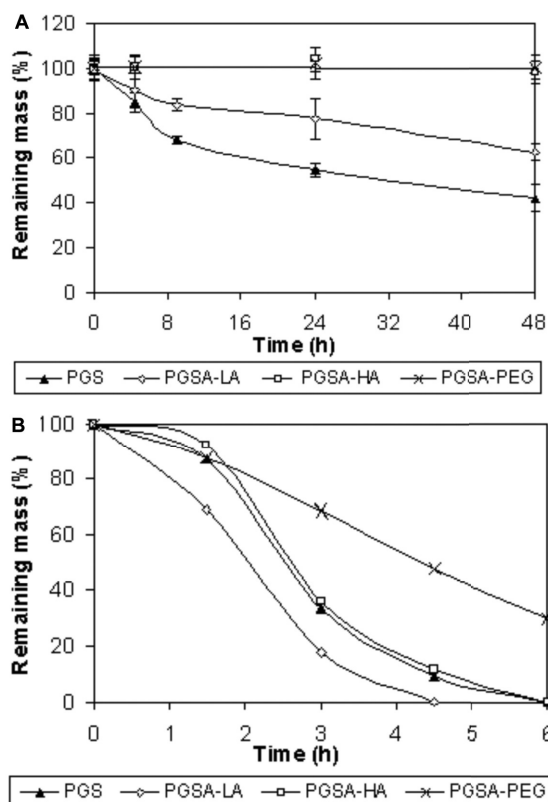 A
120
100
80
60
40
20
0
Remaining mass (%)
0 8 16 24 32 40 48
Time (h)
PGS PGSA-LA PGSA-HA PGSA-PEG
B
100
80
60
40
20
0
Remaining mass (%)
0 1 2 3 4 5 6
Time (h)
PGS PGSA-LA PGSA-HA PGSA-PEG